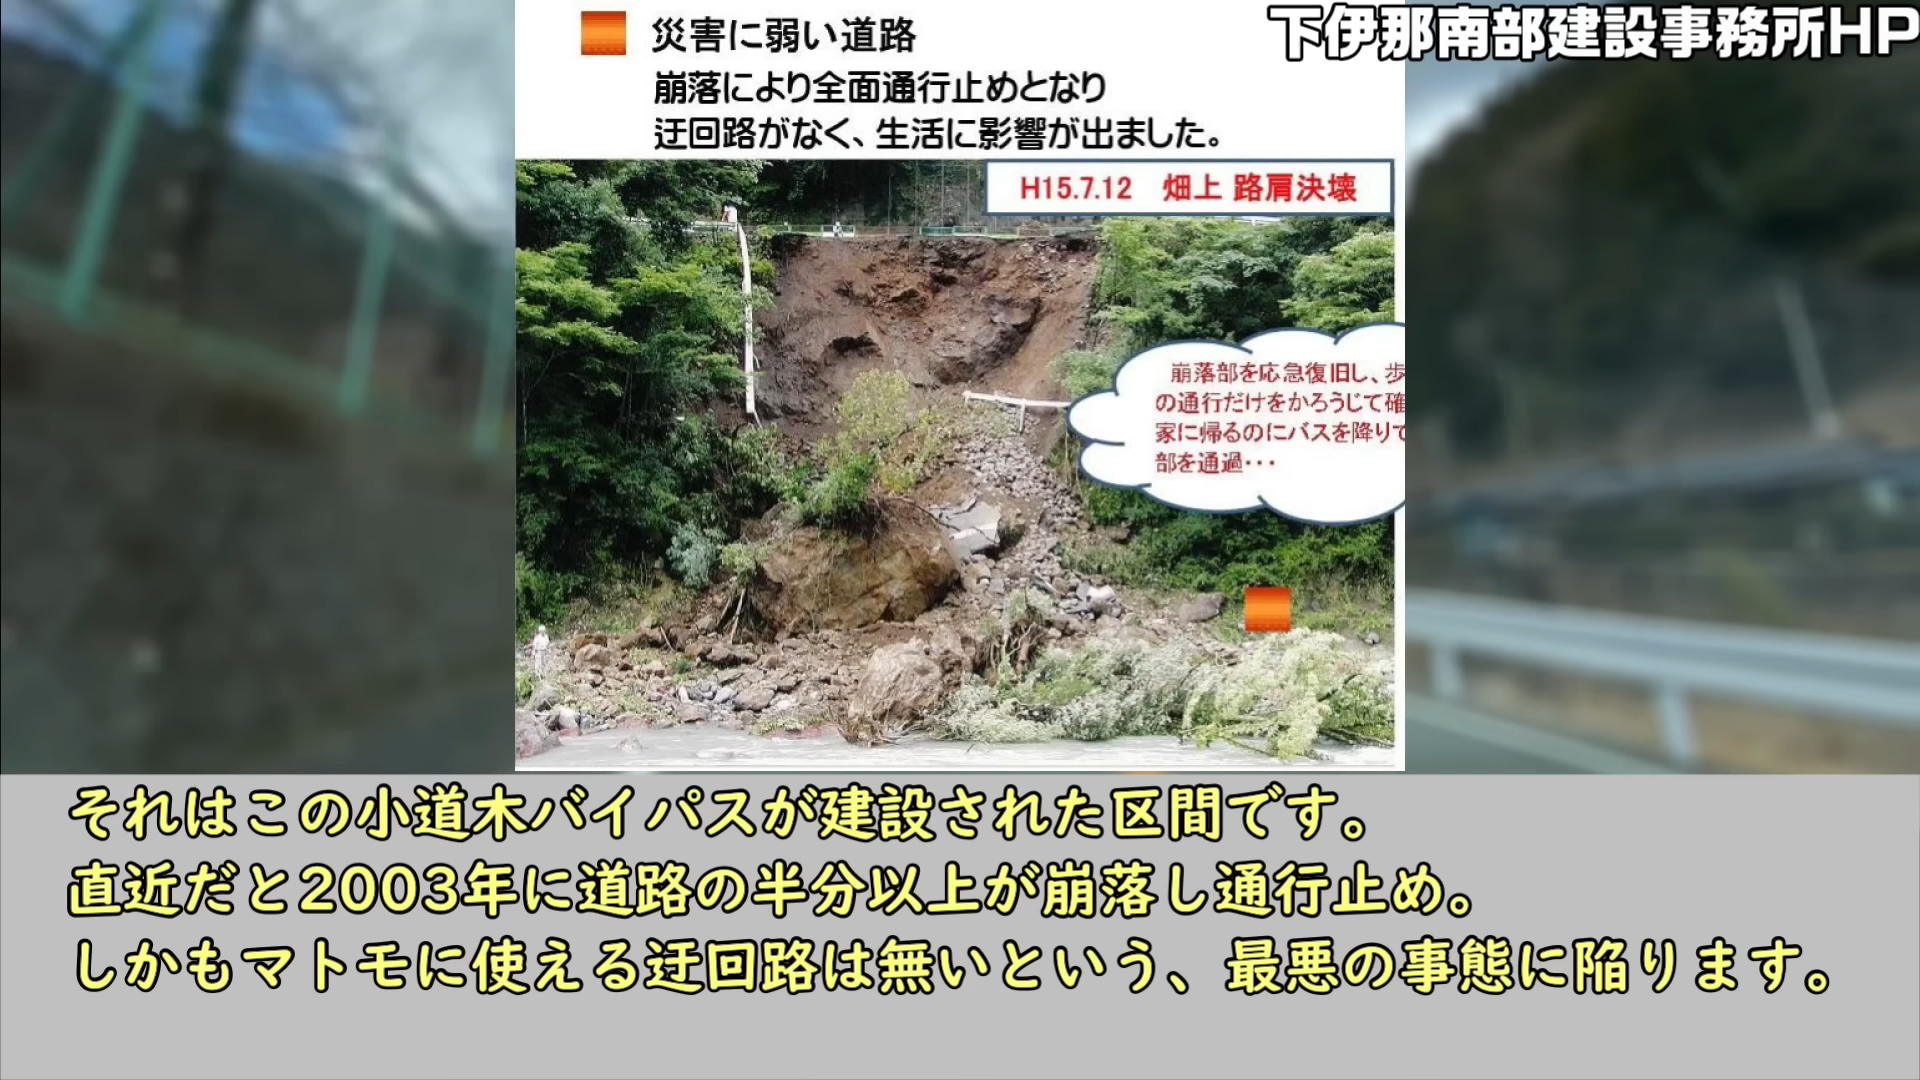 下伊那南部建設事務所HP
災害に弱い道路
崩落により全面通行止めとなり
迂回路がなく、生活に影響が出ました。
H15.7.12 畑上 路肩決壊
崩落部を応急復旧し、歩
の通行だけをかろうじて確
家に帰るのにバスを降りて
部を通過・・・
それはこの小道木バイパスが建設された区間です。
直近だと2003年に道路の半分以上が崩落し通行止め。
しかもマトモに使える迂回路は無いという、最悪の事態に陥ります。